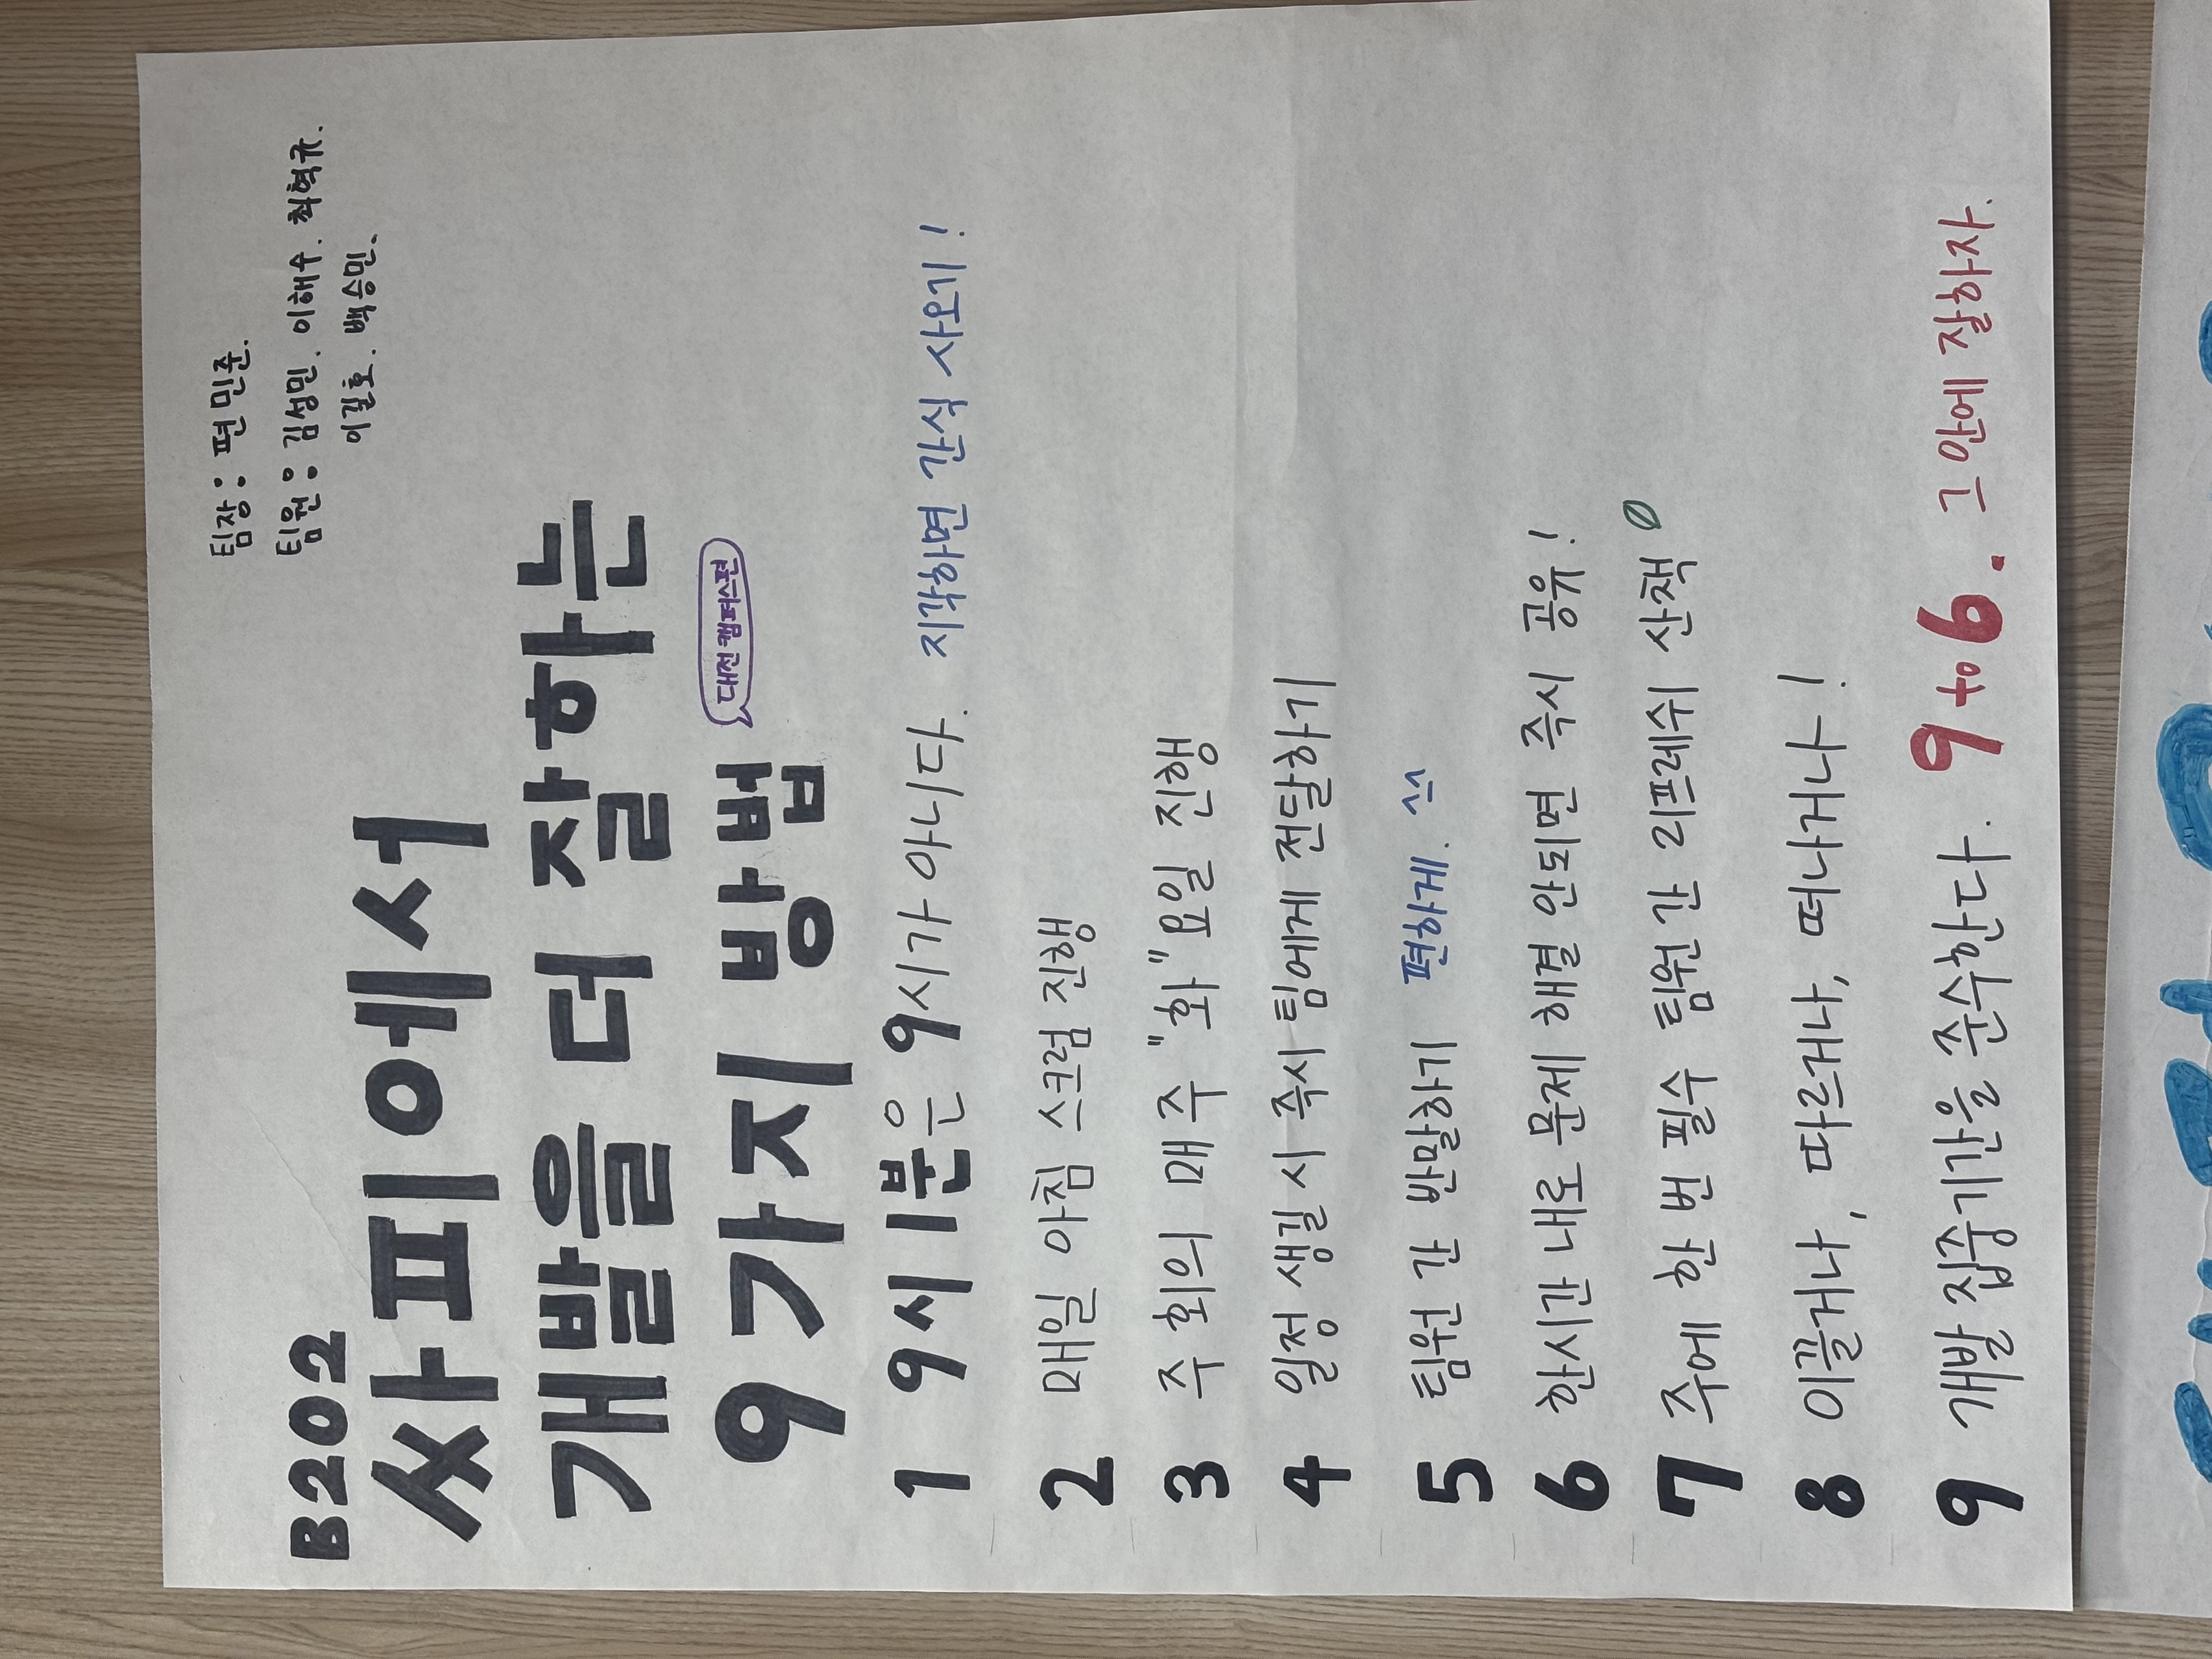 팀장: 편민준.
팀원: 김성민. 이해수. 최혁규.
이길호. 백승민.
B202
싸피에서
개발을 더 잘하는
9가지 방법
대전캠퍼스편
1 9시 1분은 9시가 아니다. 지각하면 간식 사오기!
2 매일 아침 스크럼 진행
3 주 회의 매주 "화"요일 진행
4 일정 생길 시 즉시 팀에게 전달하기
5 팀원 간 반말하기 편하게. ^^
6 한시간 내로 문제 해결 안되면 즉시 공유!
7 주에 한 번 필수 팀원 간 리프레쉬 산책
8 이끌거나, 따르거나, 떠나거나!
9 개발 집중기간을 준수한다. 9 to 6. 그 안에 잘하자.